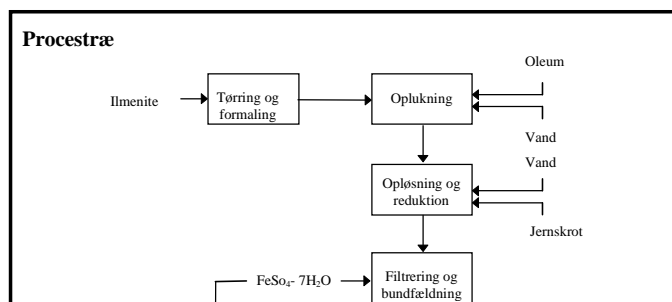 Procestræ
Oleum
Ilmenite
Tørring og
formaling
Oplukning
Vand
Vand
Opløsning og
reduktion
Jernskrot
FeSo₄- 7H₂O
Filtrering og
bundfældning